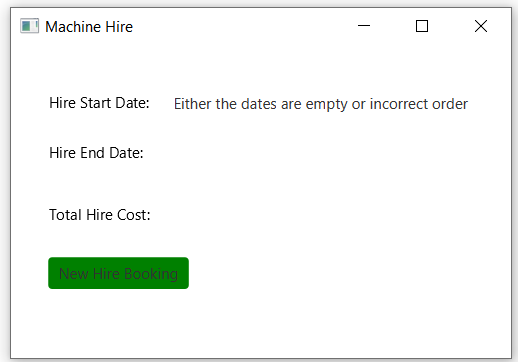 Machine Hire
Hire Start Date: Either the dates are empty or incorrect order
Hire End Date:
Total Hire Cost:
New Hire Booking